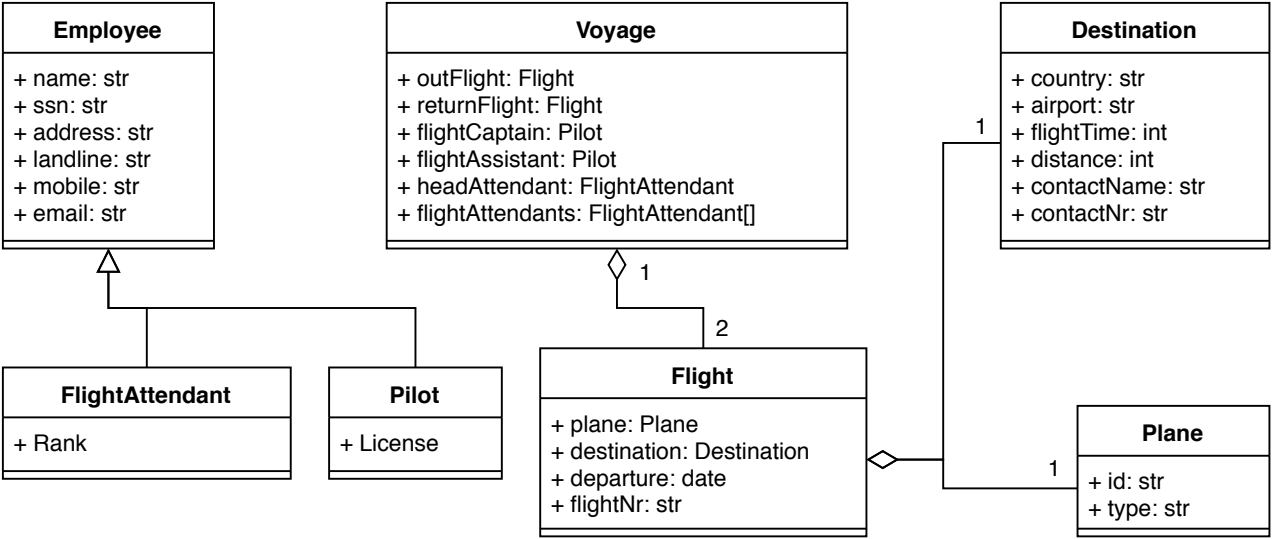 Employee
+ name: str
+ ssn: str
+ address: str
+ landline: str
+ mobile: str
+ email: str
Voyage
+ outFlight: Flight
+ returnFlight: Flight
+ flightCaptain: Pilot
+ flightAssistant: Pilot
+ headAttendant: FlightAttendant
+ flightAttendants: FlightAttendant[]
Destination
+ country: str
+ airport: str
+ flightTime: int
+ distance: int
+ contactName: str
+ contactNr: str
1
1
2
FlightAttendant
+ Rank
Pilot
+ License
Flight
+ plane: Plane
+ destination: Destination
+ departure: date
+ flightNr: str
1
Plane
+ id: str
+ type: str